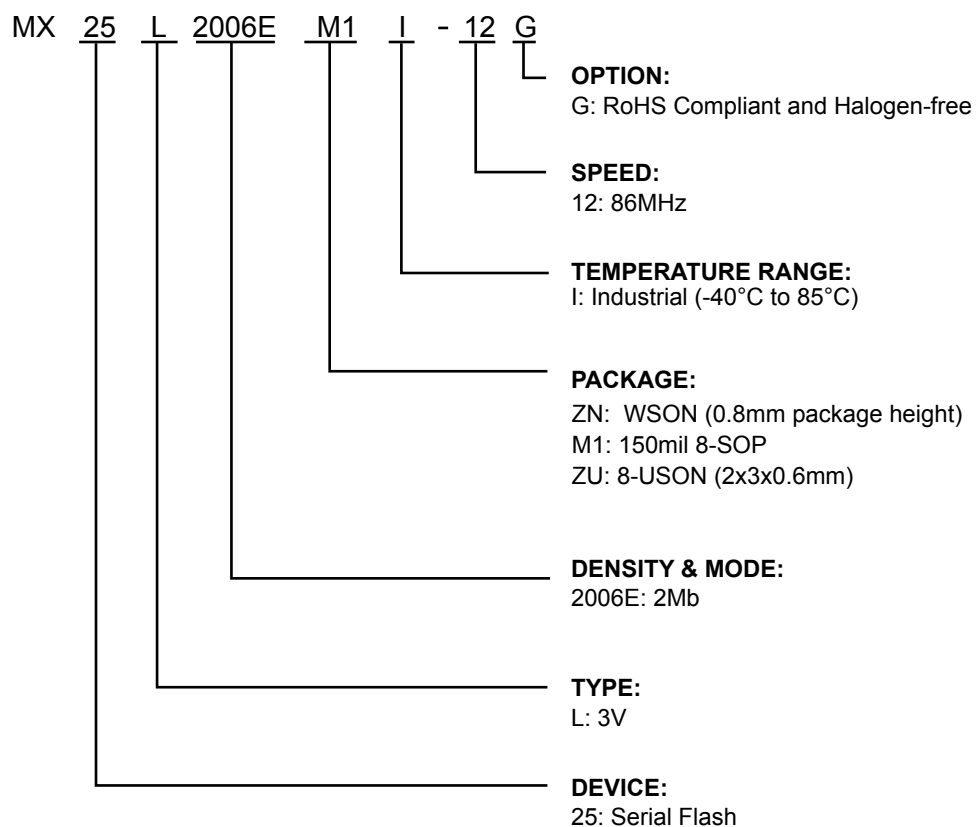 MX 25 L 2006E M1 I - 12 G
OPTION:
G: RoHS Compliant and Halogen-free
SPEED:
12: 86MHz
TEMPERATURE RANGE:
I: Industrial (-40°C to 85°C)
PACKAGE:
ZN: WSON (0.8mm package height)
M1: 150mil 8-SOP
ZU: 8-USON (2x3x0.6mm)
DENSITY & MODE:
2006E: 2Mb
TYPE:
L: 3V
DEVICE:
25: Serial Flash